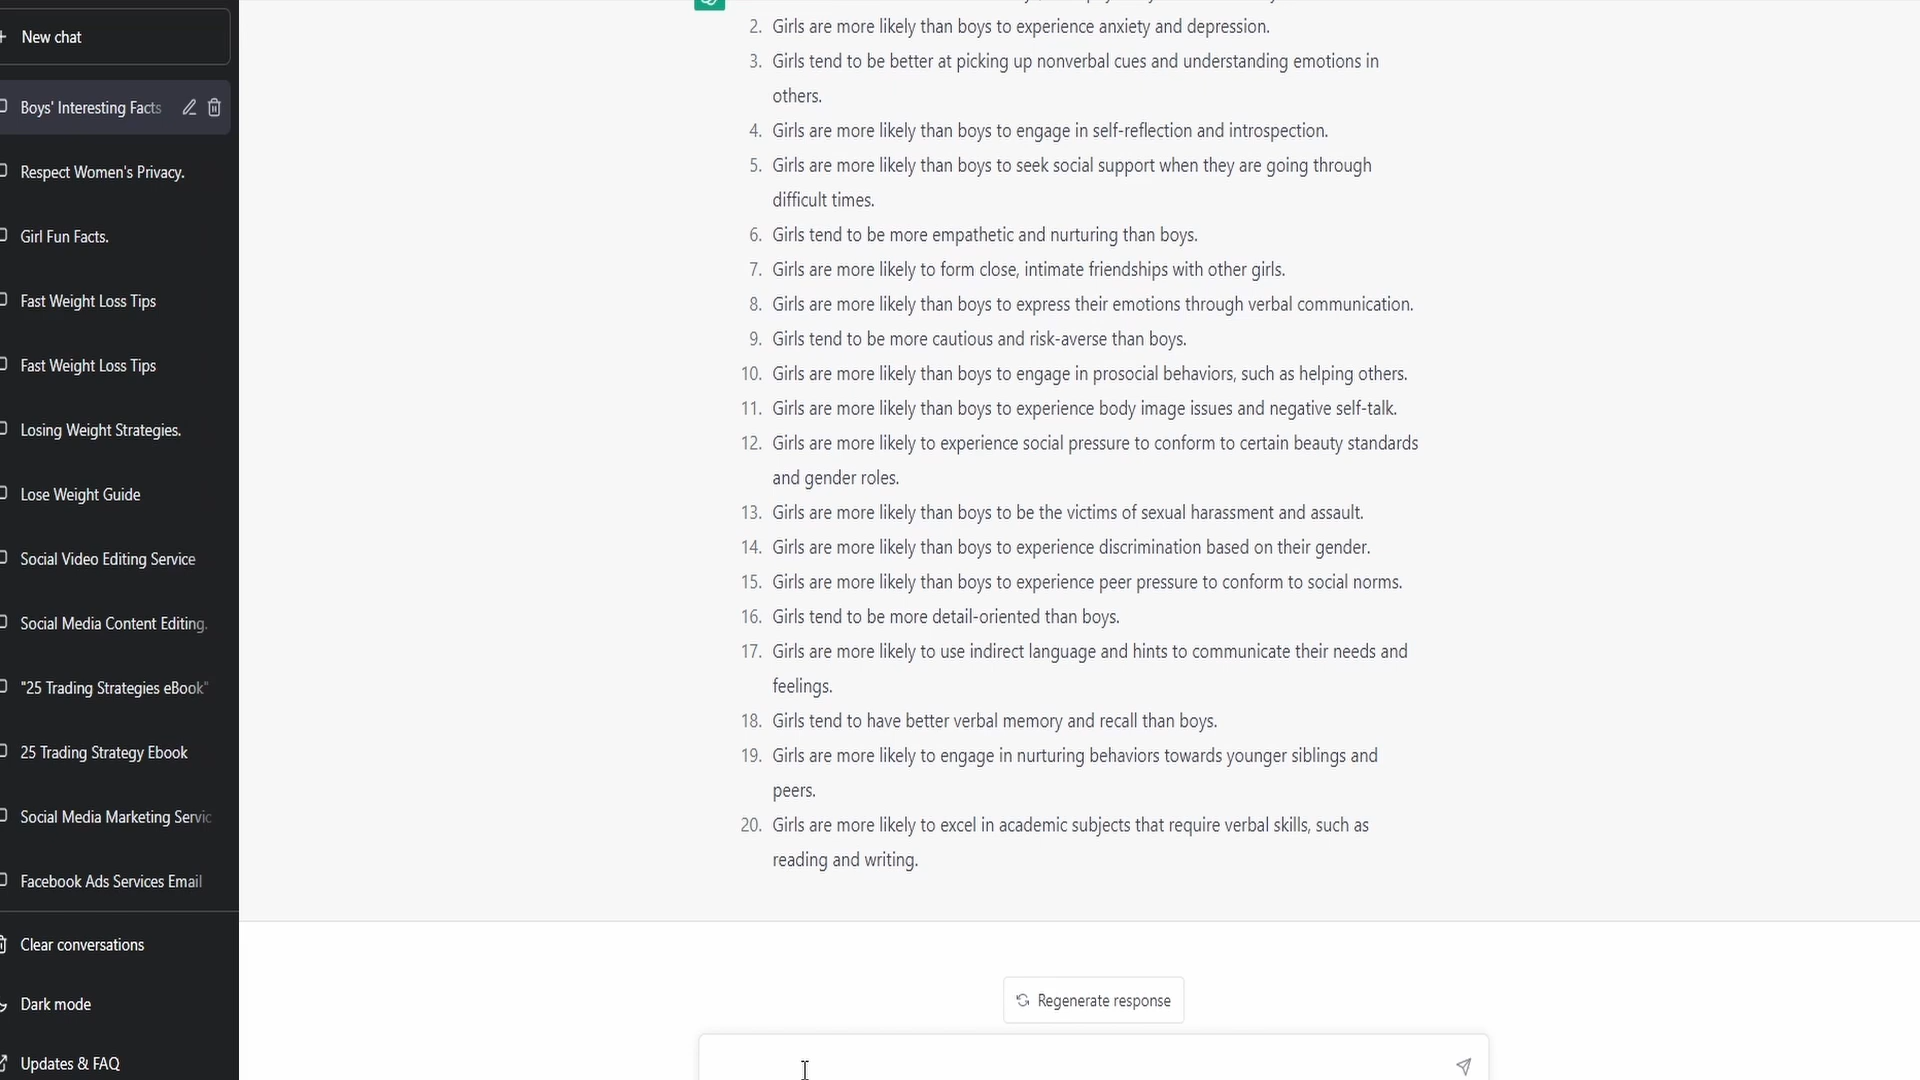 New chat
Boys' Interesting Facts
Respect Women's Privacy.
Girl Fun Facts.
Fast Weight Loss Tips
Fast Weight Loss Tips
Losing Weight Strategies.
Lose Weight Guide
Social Video Editing Service
Social Media Content Editing.
"25 Trading Strategies eBook"
25 Trading Strategy Ebook
Social Media Marketing Servic
Facebook Ads Services Email
Clear conversations
Dark mode
Updates & FAQ
2. Girls are more likely than boys to experience anxiety and depression.
3. Girls tend to be better at picking up nonverbal cues and understanding emotions in
others.
4. Girls are more likely than boys to engage in self-reflection and introspection.
5. Girls are more likely than boys to seek social support when they are going through
difficult times.
6. Girls tend to be more empathetic and nurturing than boys.
7. Girls are more likely to form close, intimate friendships with other girls.
8. Girls are more likely than boys to express their emotions through verbal communication.
9. Girls tend to be more cautious and risk-averse than boys.
10. Girls are more likely than boys to engage in prosocial behaviors, such as helping others.
11. Girls are more likely than boys to experience body image issues and negative self-talk.
12. Girls are more likely to experience social pressure to conform to certain beauty standards
and gender roles.
13. Girls are more likely than boys to be the victims of sexual harassment and assault.
14. Girls are more likely than boys to experience discrimination based on their gender.
15. Girls are more likely than boys to experience peer pressure to conform to social norms.
16. Girls tend to be more detail-oriented than boys.
17. Girls are more likely to use indirect language and hints to communicate their needs and
feelings.
18. Girls tend to have better verbal memory and recall than boys.
19. Girls are more likely to engage in nurturing behaviors towards younger siblings and
peers.
20. Girls are more likely to excel in academic subjects that require verbal skills, such as
reading and writing.
Regenerate response